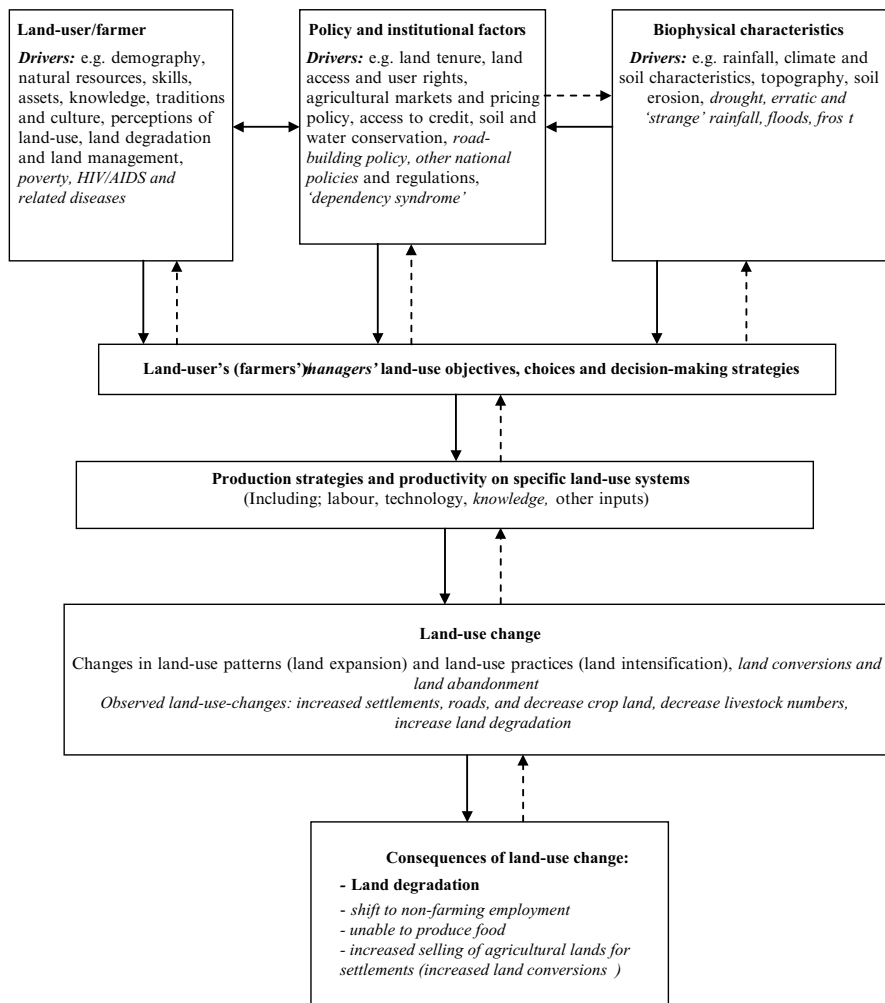 Land-user/farmer
Drivers: e.g. demography,
natural resources, skills,
assets, knowledge, traditions
and culture, perceptions of
land-use, land degradation
and land management,
poverty, HIV/AIDS and
related diseases
Policy and institutional factors
Drivers: e.g. land tenure, land
access and user rights,
agricultural markets and pricing
policy, access to credit, soil and
water conservation, road-
building policy, other national
policies and regulations,
‘dependency syndrome’
Biophysical characteristics
Drivers: e.g. rainfall, climate and
soil characteristics, topography, soil
erosion, drought, erratic and
‘strange’ rainfall, floods, fros t
Land-user’s (farmers’)/managers’ land-use objectives, choices and decision-making strategies
Production strategies and productivity on specific land-use systems
(Including; labour, technology, knowledge, other inputs)
Land-use change
Changes in land-use patterns (land expansion) and land-use practices (land intensification), land conversions and
land abandonment
Observed land-use-changes: increased settlements, roads, and decrease crop land, decrease livestock numbers,
increase land degradation
Consequences of land-use change:
- Land degradation
- shift to non-farming employment
- unable to produce food
- increased selling of agricultural lands for
settlements (increased land conversions )